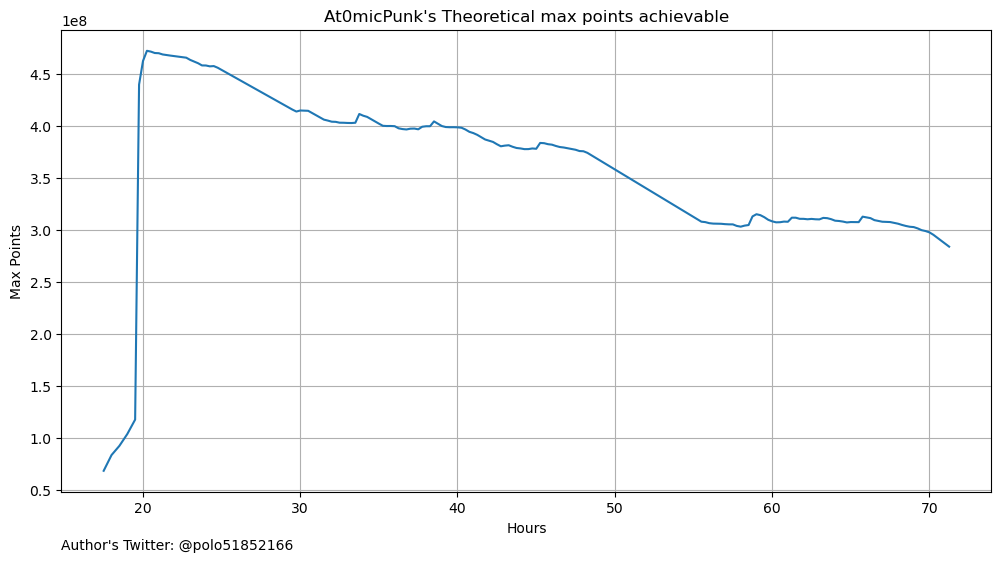 At0micPunk's Theoretical max points achievable
1e8
4.5
4.0
3.5
3.0
2.5
2.0
1.5
1.0
0.5
Max Points
20 30 40 50 60 70
Hours
Author's Twitter: @polo51852166